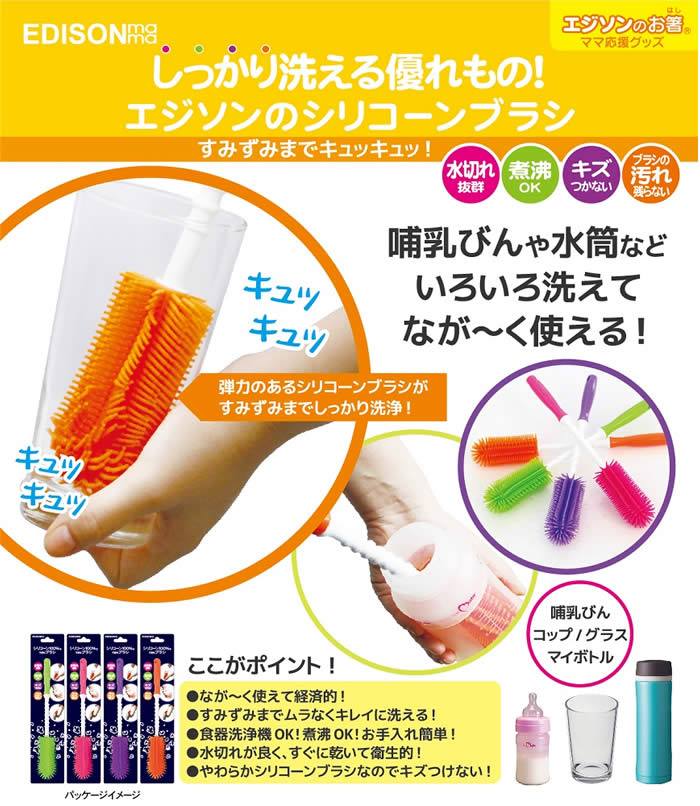 EDISONmama
エジソンのお箸®
はし
ママ応援グッズ
しっかり洗える優れもの!
エジソンのシリコーンブラシ
すみずみまでキュッキュッ!
水切れ
抜群
煮沸
OK
キズ
つかない
ブラシの
汚れ
残らない
哺乳びんや水筒など
いろいろ洗えて
なが〜く使える!
キュッ
キュッ
弾力のあるシリコーンブラシが
すみずみまでしっかり洗浄!
キュッ
キュッ
哺乳びん
コップ/グラス
マイボトル
ここがポイント!
●なが〜く使えて経済的!
●すみずみまでムラなくキレイに洗える!
●食器洗浄機OK!煮沸OK!お手入れ簡単!
●水切れが良く、すぐに乾いて衛生的!
●やわらかシリコーンブラシなのでキズつけない!
パッケージイメージ